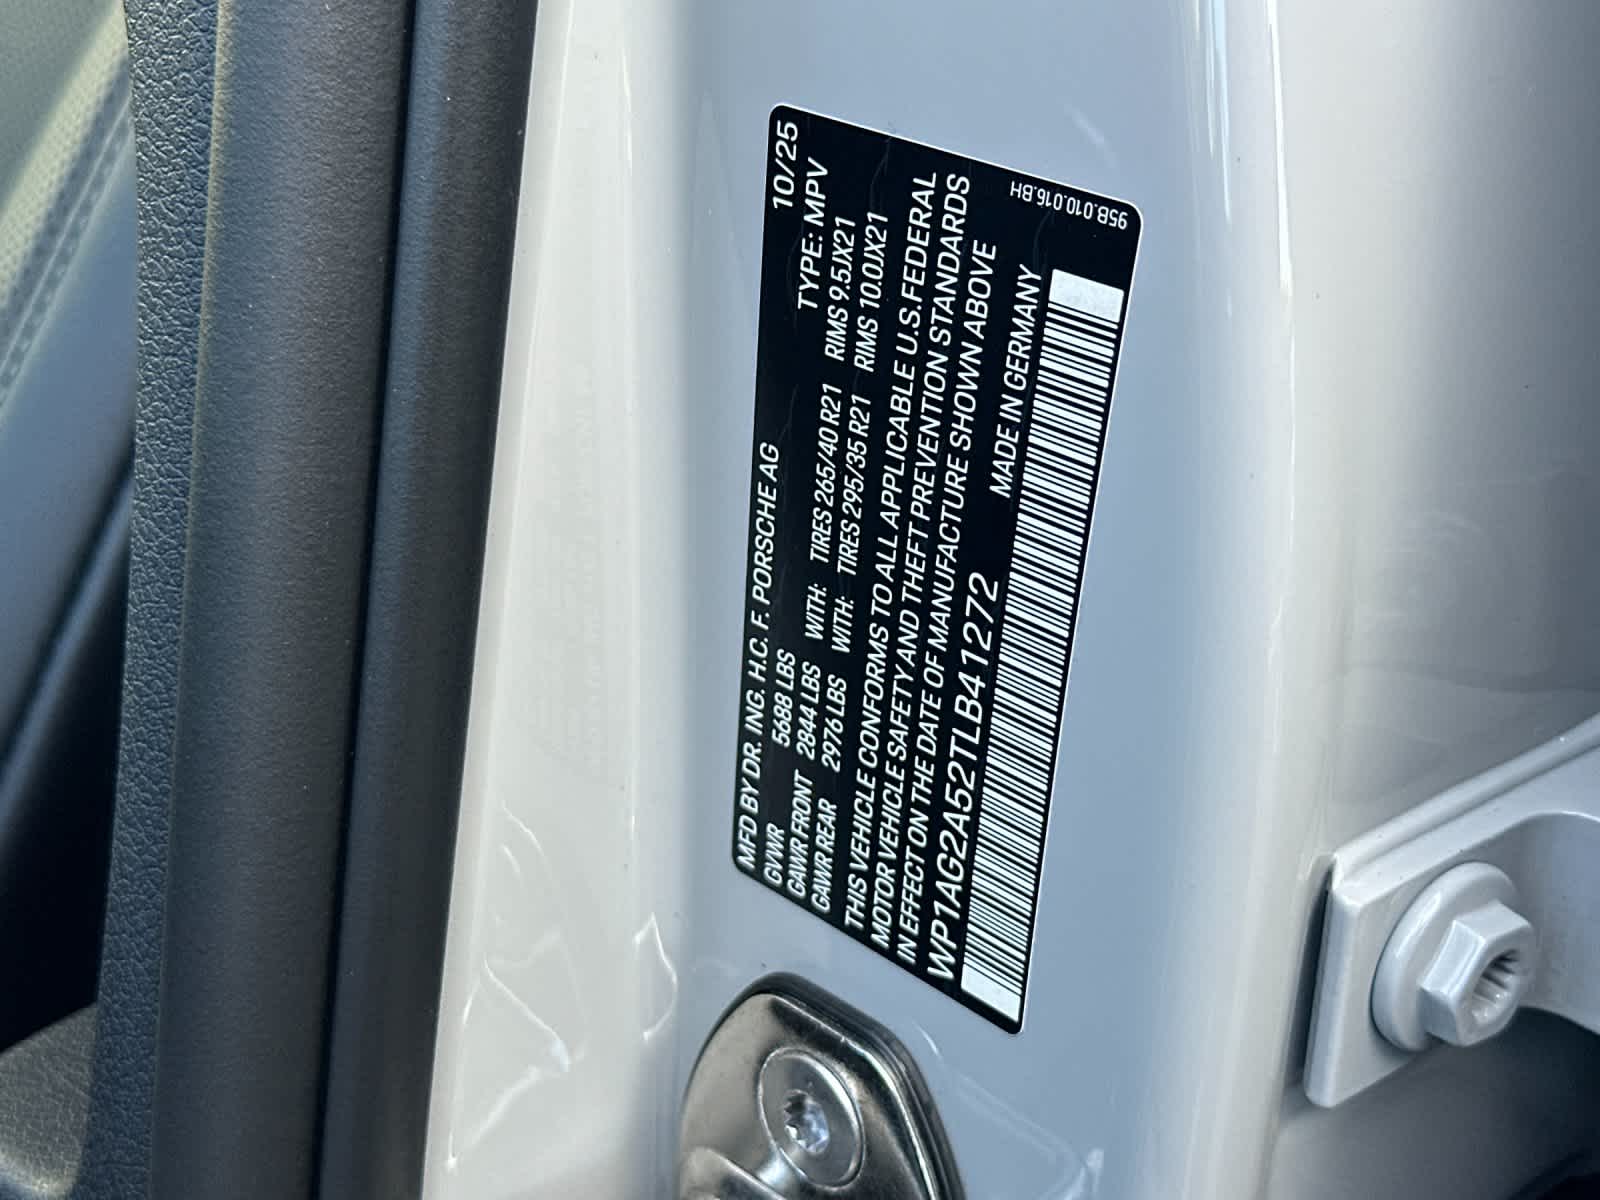 MFD BY DR. ING. H.C. F. PORSCHE AG 10/25
GVWR 5688 LBS TYPE: MPV
GAWR FRONT 2844 LBS WITH: TIRES 265/40 R21 RIMS 9.5JX21
GAWR REAR 2976 LBS WITH: TIRES 295/35 R21 RIMS 10.0JX21
THIS VEHICLE CONFORMS TO ALL APPLICABLE U.S.FEDERAL
MOTOR VEHICLE SAFETY AND THEFT PREVENTION STANDARDS
IN EFFECT ON THE DATE OF MANUFACTURE SHOWN ABOVE
WP1AG2A52TLB41272 MADE IN GERMANY
95B.010.016.BH